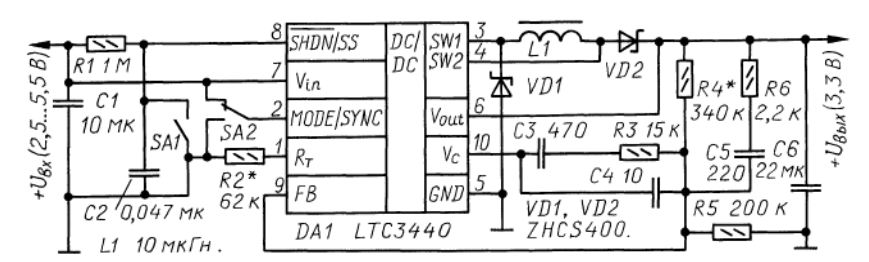 8 SHDN/SS DC/DC SW1 3
SW2 4
L1
VD2
R1 1 М
7 Vin
VD1
C1
10 мк
SA1
SA2
2 MODE/SYNC
Vout 6
R4*
340 к
R6
2,2 к
+Uвх(2,5...5,5 В)
+Uвых(3,3 В)
1 RT
Vc 10
C3 470
R3 15 к
C5
220
C6
22 мк
R2*
62 к
9 FB
GND 5
C4 10
C2 0,047 мк
VD1, VD2
ZHCS400.
R5 200 к
L1 10 мкГн.
DA1 LTC3440